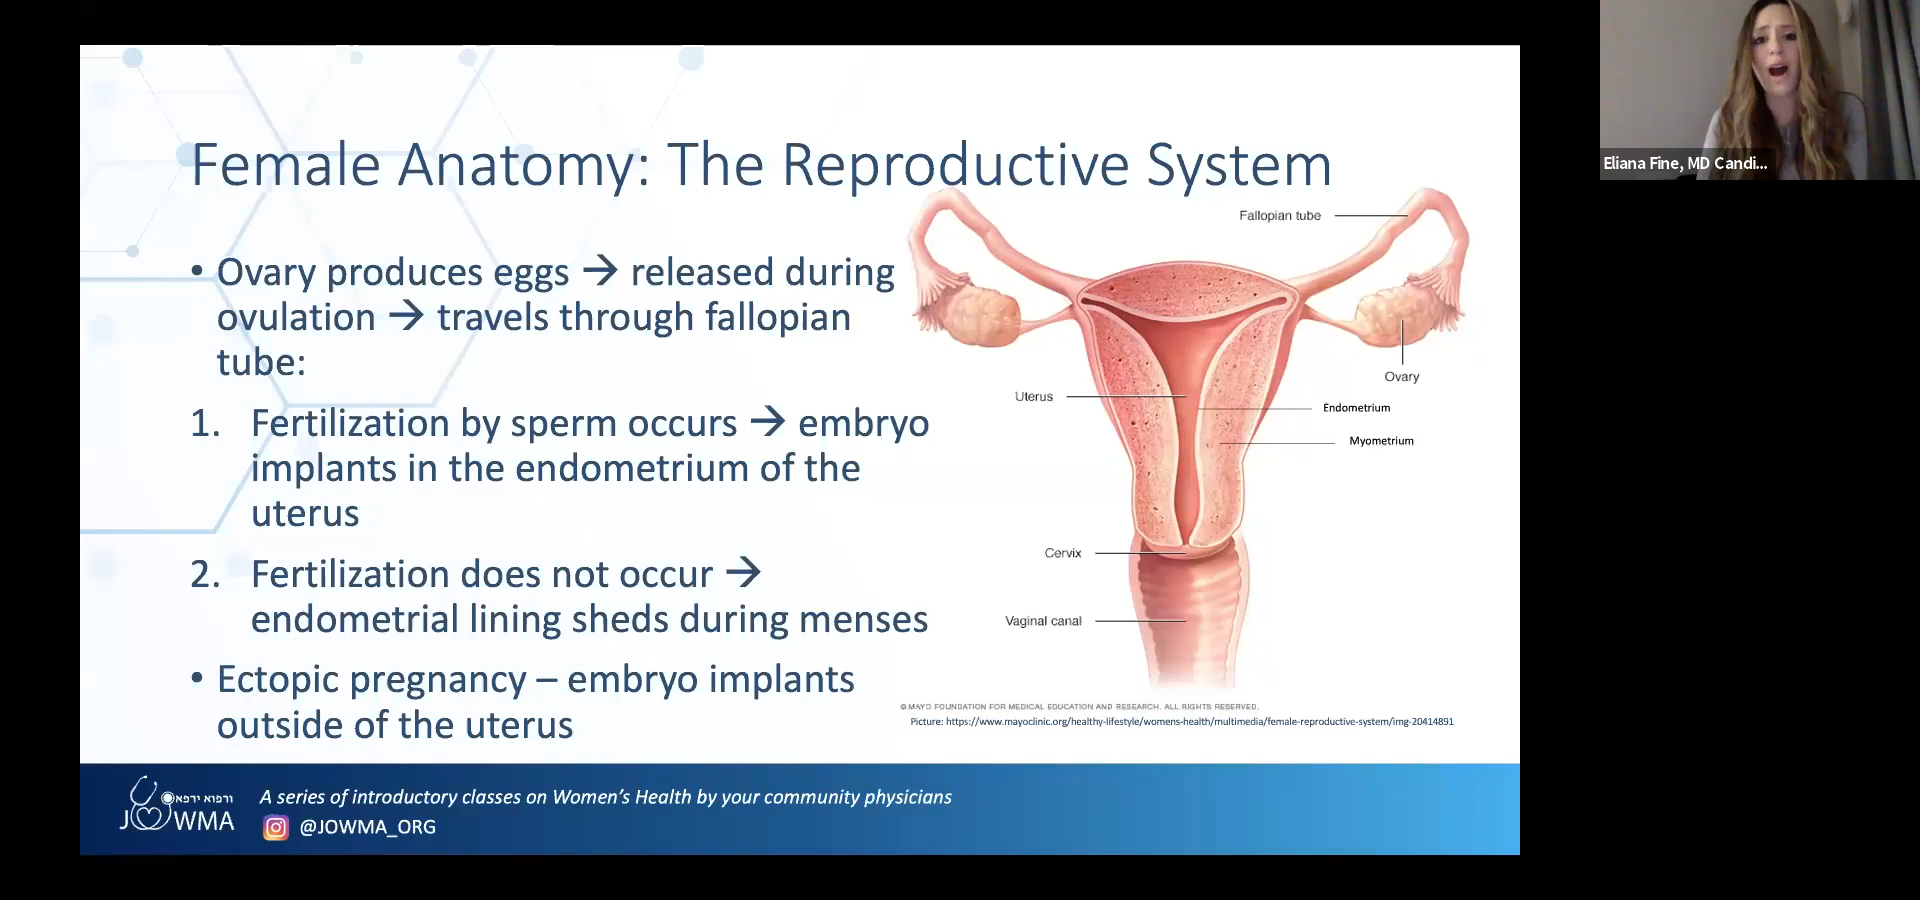 Eliana Fine, MD Candi...
Female Anatomy: The Reproductive System
• Ovary produces eggs → released during
ovulation → travels through fallopian
tube:
1. Fertilization by sperm occurs → embryo
implants in the endometrium of the
uterus
2. Fertilization does not occur →
endometrial lining sheds during menses
• Ectopic pregnancy – embryo implants
outside of the uterus
Fallopian tube
Ovary
Uterus
Endometrium
Myometrium
Cervix
Vaginal canal
© MAYO FOUNDATION FOR MEDICAL EDUCATION AND RESEARCH. ALL RIGHTS RESERVED.
Picture: https://www.mayoclinic.org/healthy-lifestyle/womens-health/multimedia/female-reproductive-system/img-20414891
ורפוא ירפא
JOWMA
A series of introductory classes on Women's Health by your community physicians
@JOWMA_ORG